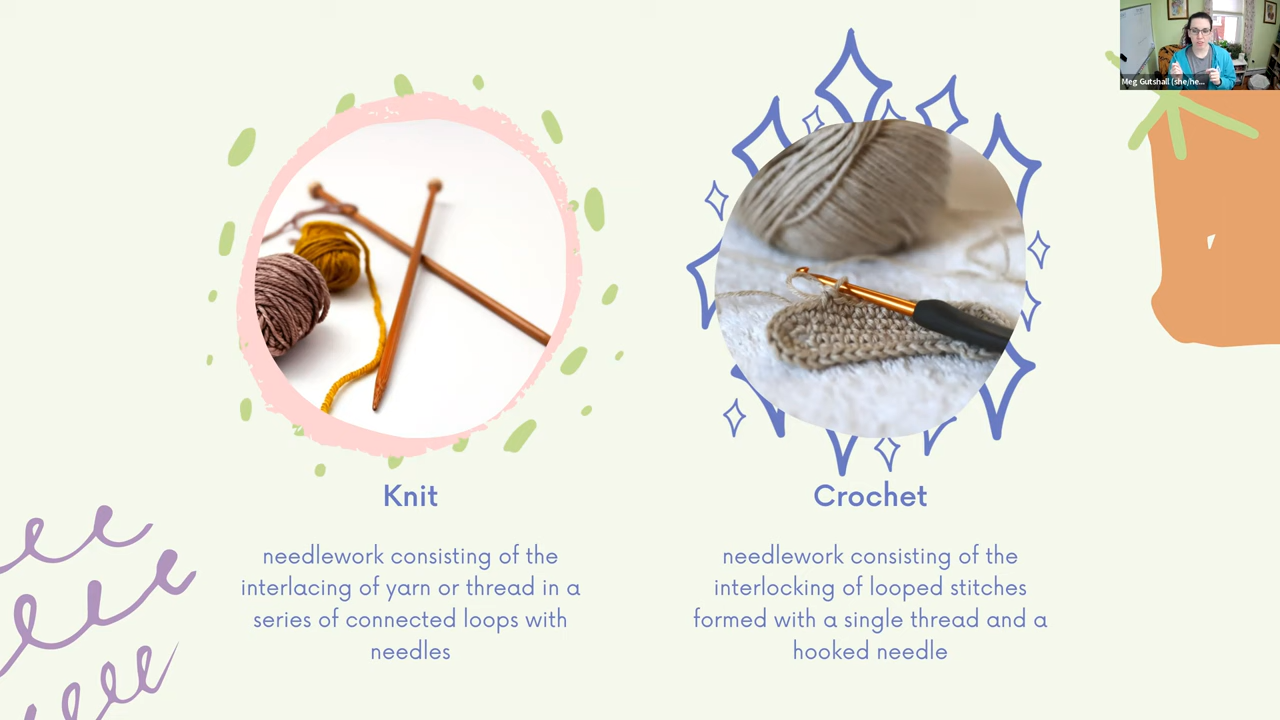 Meg Gutshall (she/he...
Knit
needlework consisting of the
interlacing of yarn or thread in a
series of connected loops with
needles
Crochet
needlework consisting of the
interlocking of looped stitches
formed with a single thread and a
hooked needle